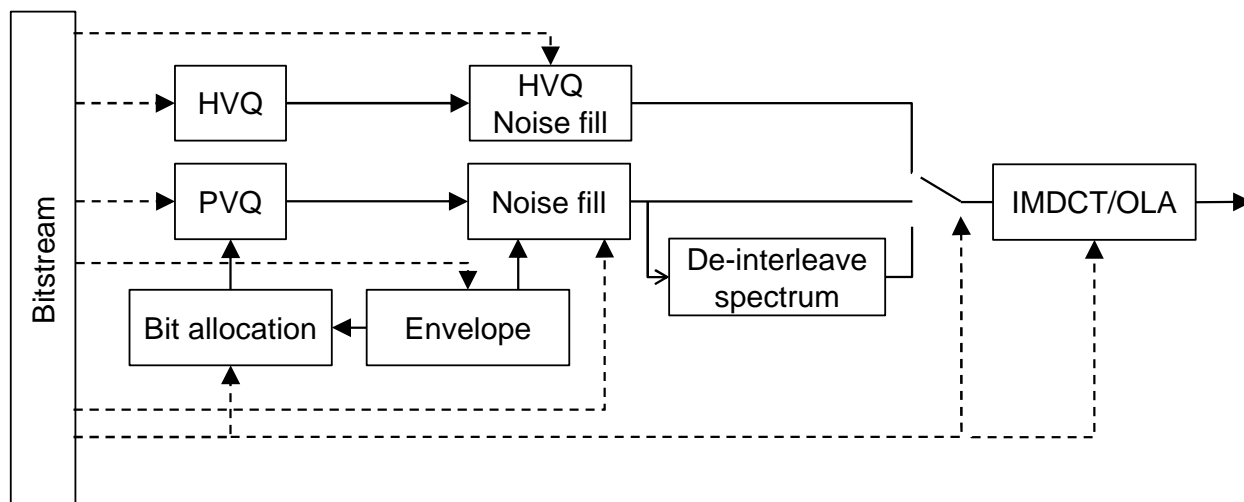 Bitstream
HVQ
HVQ
Noise fill
PVQ
Noise fill
IMDCT/OLA
De-interleave
spectrum
Bit allocation
Envelope